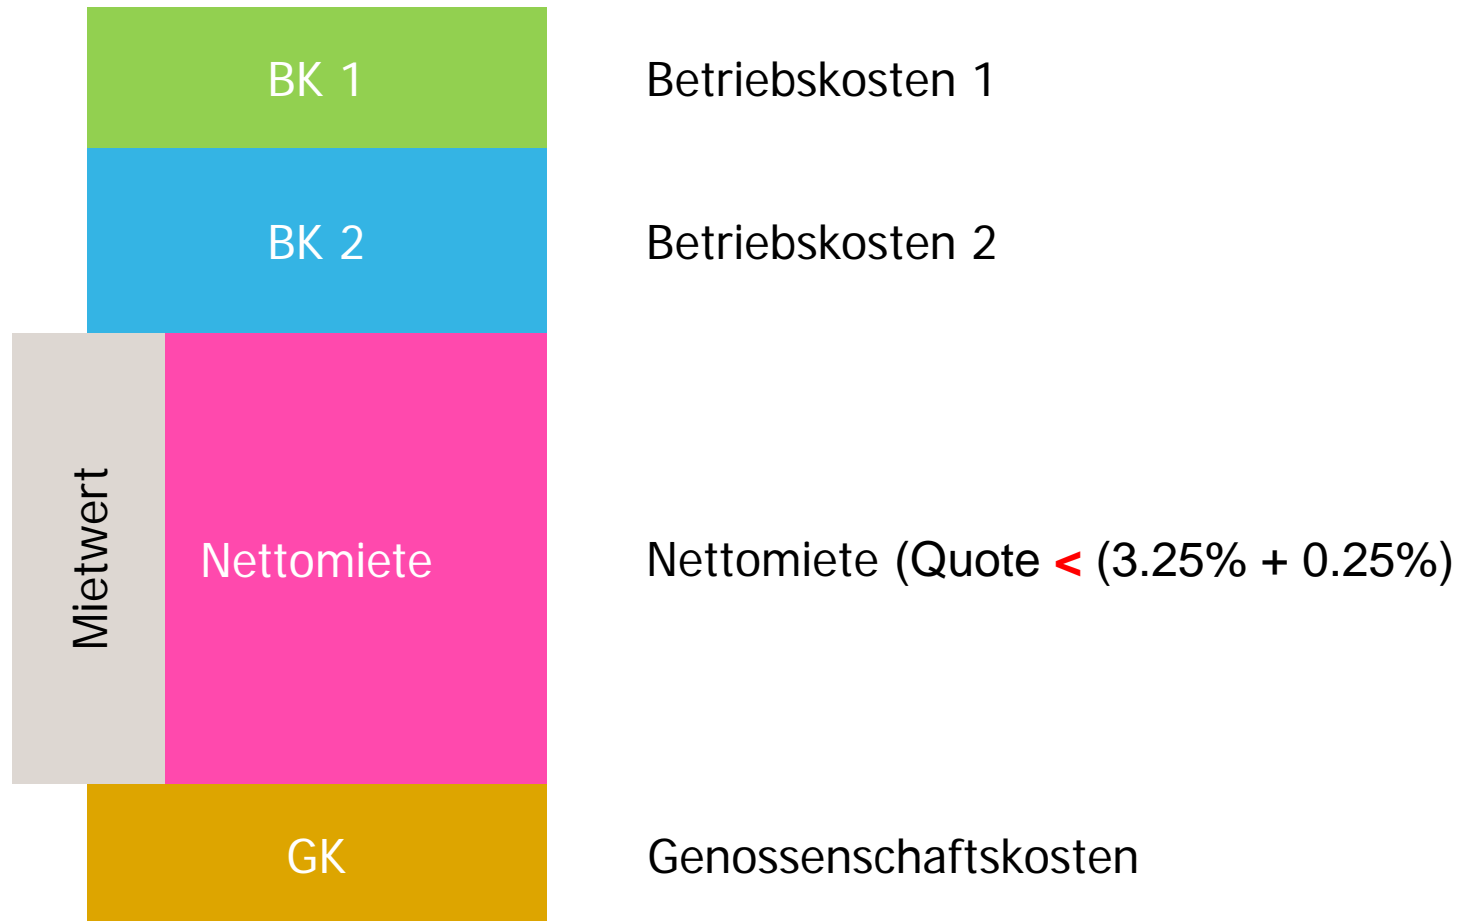 BK 1
Betriebskosten 1
BK 2
Betriebskosten 2
Mietwert
Nettomiete
Nettomiete (Quote < (3.25% + 0.25%)
GK
Genossenschaftskosten